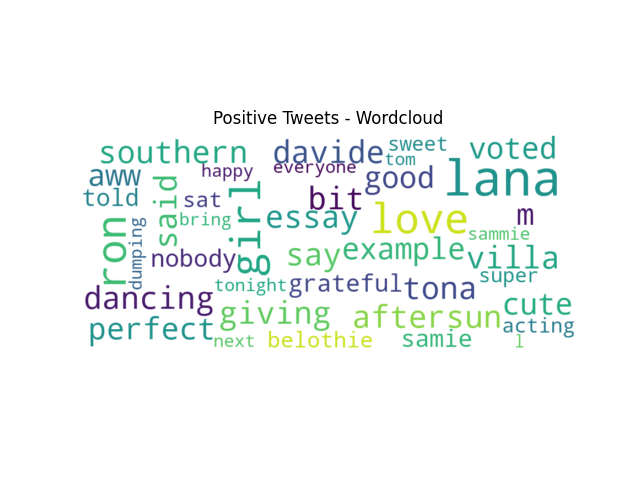 Positive Tweets - Wordcloud
southern davide sweet voted
tom
aww happy everyone good lana
told said sat bit
ron dumping bring girl essay love m
sammie
nobody say example villa
super
tonight grateful tona
dancing giving aftersun cute
perfect acting
next belothie samie l